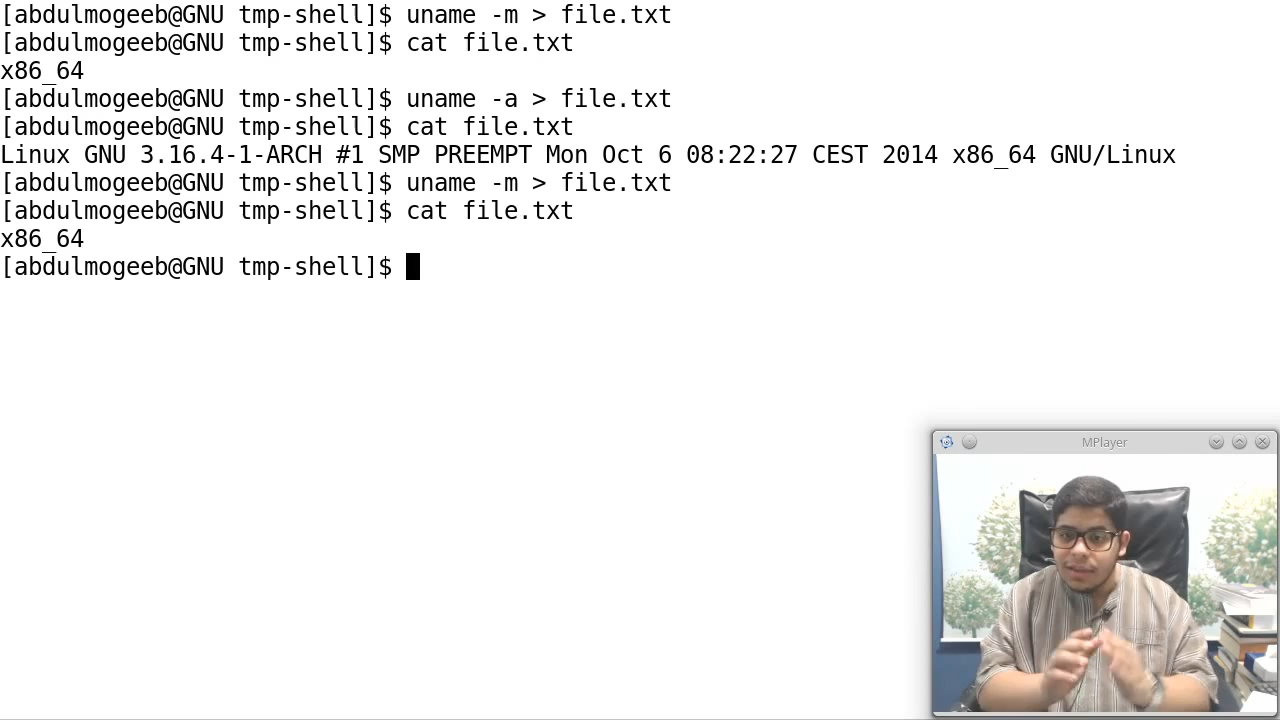 [abdulmogeeb@GNU tmp-shell]$ uname -m > file.txt
[abdulmogeeb@GNU tmp-shell]$ cat file.txt
x86_64
[abdulmogeeb@GNU tmp-shell]$ uname -a > file.txt
[abdulmogeeb@GNU tmp-shell]$ cat file.txt
Linux GNU 3.16.4-1-ARCH #1 SMP PREEMPT Mon Oct 6 08:22:27 CEST 2014 x86_64 GNU/Linux
[abdulmogeeb@GNU tmp-shell]$ uname -m > file.txt
[abdulmogeeb@GNU tmp-shell]$ cat file.txt
x86_64
[abdulmogeeb@GNU tmp-shell]$
MPlayer